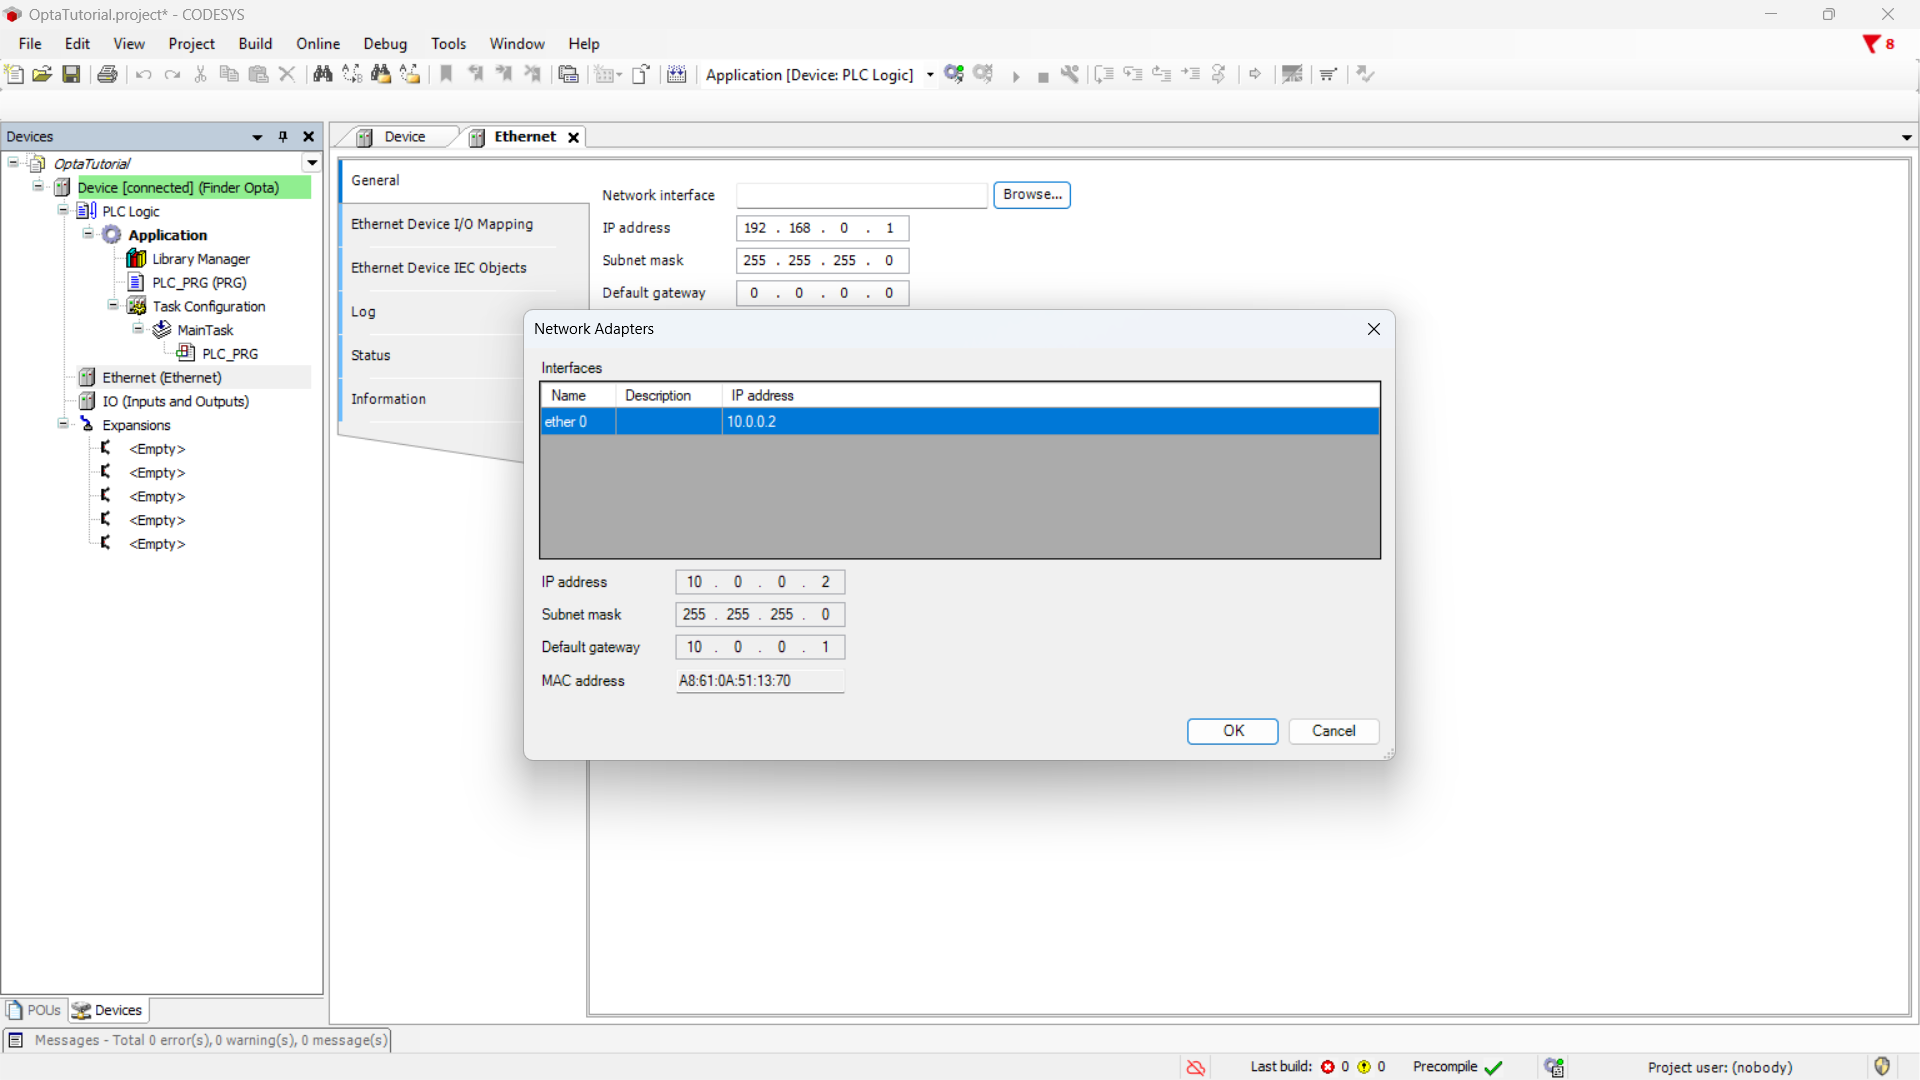 OptaTutorial.project* - CODESYS
File Edit View Project Build Online Debug Tools Window Help
8
Application [Device: PLC Logic]
Devices
OptaTutorial
Device [connected] (Finder Opta)
PLC Logic
Application
Library Manager
PLC_PRG (PRG)
Task Configuration
MainTask
PLC_PRG
Ethernet (Ethernet)
IO (Inputs and Outputs)
Expansions
<Empty>
<Empty>
<Empty>
<Empty>
<Empty>
POUs Devices
Device Ethernet
General
Ethernet Device I/O Mapping
Ethernet Device IEC Objects
Log
Status
Information
Network interface Browse...
IP address 192 . 168 . 0 . 1
Subnet mask 255 . 255 . 255 . 0
Default gateway 0 . 0 . 0 . 0
Network Adapters
Interfaces
Name Description IP address
ether 0 10.0.0.2
IP address 10 . 0 . 0 . 2
Subnet mask 255 . 255 . 255 . 0
Default gateway 10 . 0 . 0 . 1
MAC address A8:61:0A:51:13:70
OK Cancel
Messages - Total 0 error(s), 0 warning(s), 0 message(s)
Last build: 0 0 Precompile Project user: (nobody)